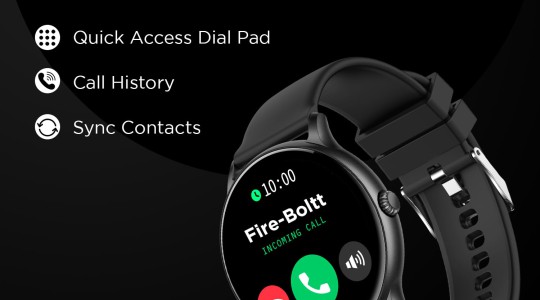 Quick Access Dial Pad
Call History
Sync Contacts
10:00
Fire-Boltt
INCOMING CALL